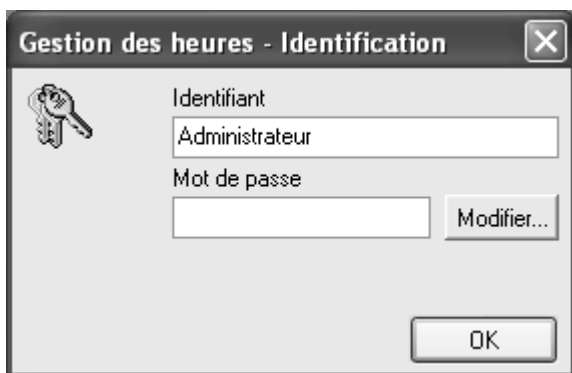 Gestion des heures - Identification
Identifiant
Administrateur
Mot de passe
Modifier...
OK